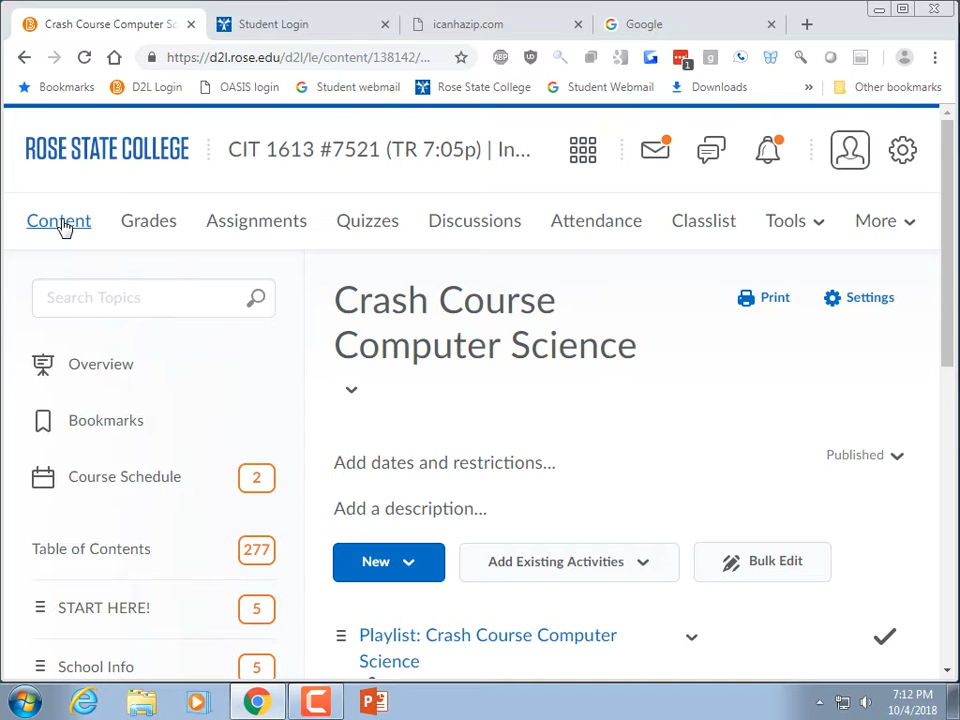 Crash Course Computer Sc
Student Login
icanhazip.com
Google
https://d2l.rose.edu/d2l/le/content/138142/...
ABP
1
g
Bookmarks
D2L Login
OASIS login
Student webmail
Rose State College
Student Webmail
Downloads
»
Other bookmarks
ROSE STATE COLLEGE
CIT 1613 #7521 (TR 7:05p) | In...
Content
Grades
Assignments
Quizzes
Discussions
Attendance
Classlist
Tools
More
Search Topics
Overview
Bookmarks
Course Schedule
2
Table of Contents
277
START HERE!
5
School Info
5
Crash Course
Computer Science
Print
Settings
Add dates and restrictions...
Published
Add a description...
New
Add Existing Activities
Bulk Edit
Playlist: Crash Course Computer
Science
7:12 PM
10/4/2018